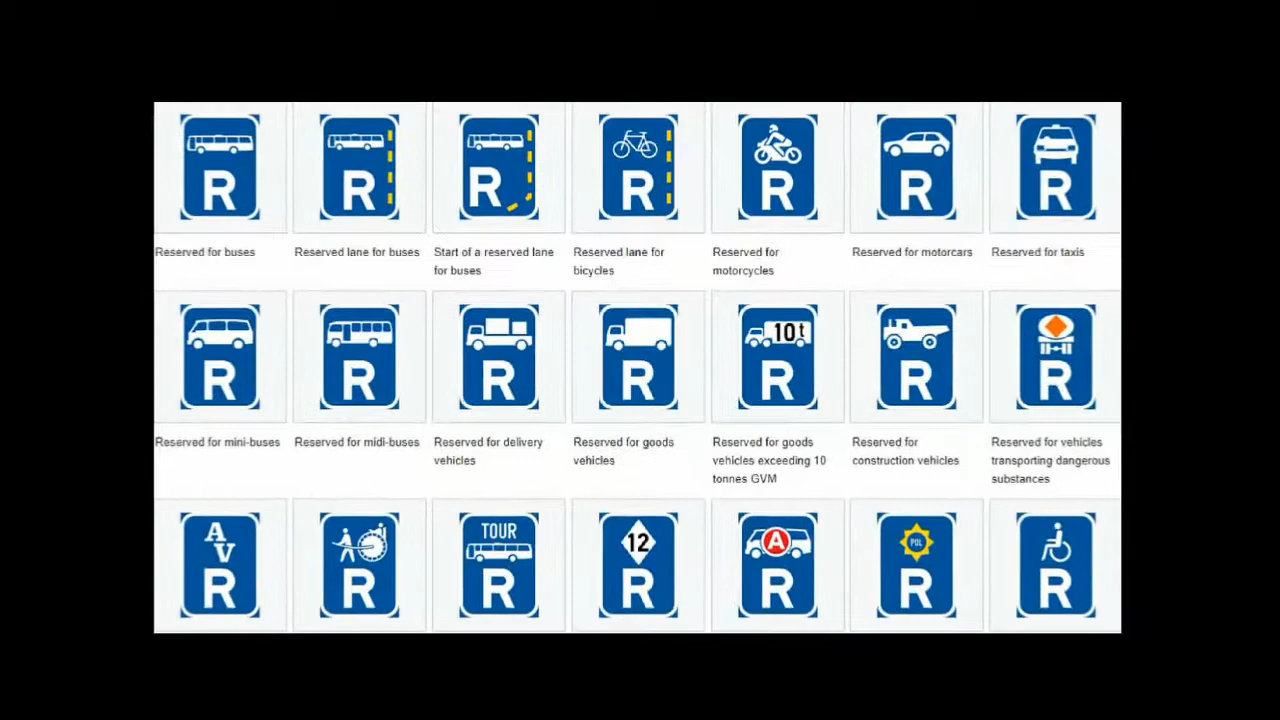 R R R R R R R
Reserved for buses Reserved lane for buses Start of a reserved lane Reserved lane for Reserved for Reserved for motorcars Reserved for taxis
for buses bicycles motorcycles
10t
R R R R R R R
Reserved for mini-buses Reserved for midi-buses Reserved for delivery Reserved for goods Reserved for goods Reserved for Reserved for vehicles
vehicles vehicles vehicles exceeding 10 construction vehicles transporting dangerous
tonnes GVM substances
A V TOUR 12 A POL
R R R R R R R